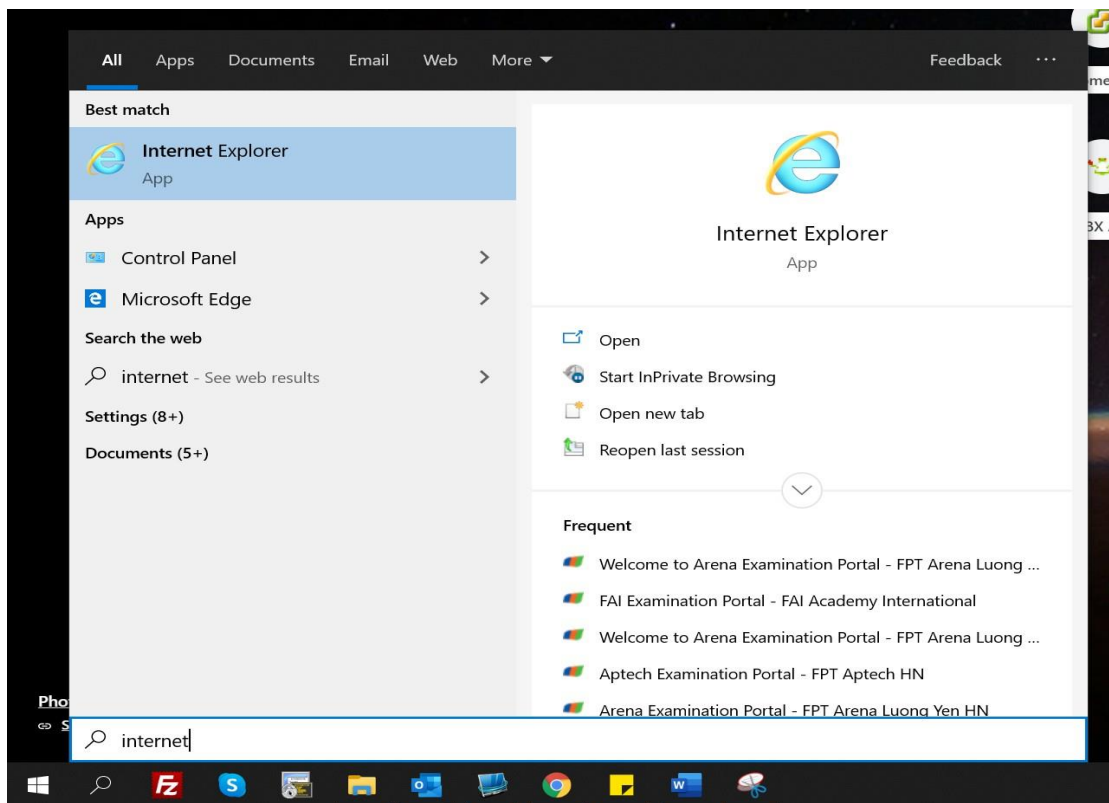 All Apps Documents Email Web More Feedback ...
Best match
Internet Explorer
App
Apps
Control Panel
Microsoft Edge
Search the web
internet - See web results
Settings (8+)
Documents (5+)
Internet Explorer
App
Open
Start InPrivate Browsing
Open new tab
Reopen last session
Frequent
Welcome to Arena Examination Portal - FPT Arena Luong ...
FAI Examination Portal - FAI Academy International
Welcome to Arena Examination Portal - FPT Arena Luong ...
Aptech Examination Portal - FPT Aptech HN
Arena Examination Portal - FPT Arena Luong Yen HN
Pho
S
internet
me